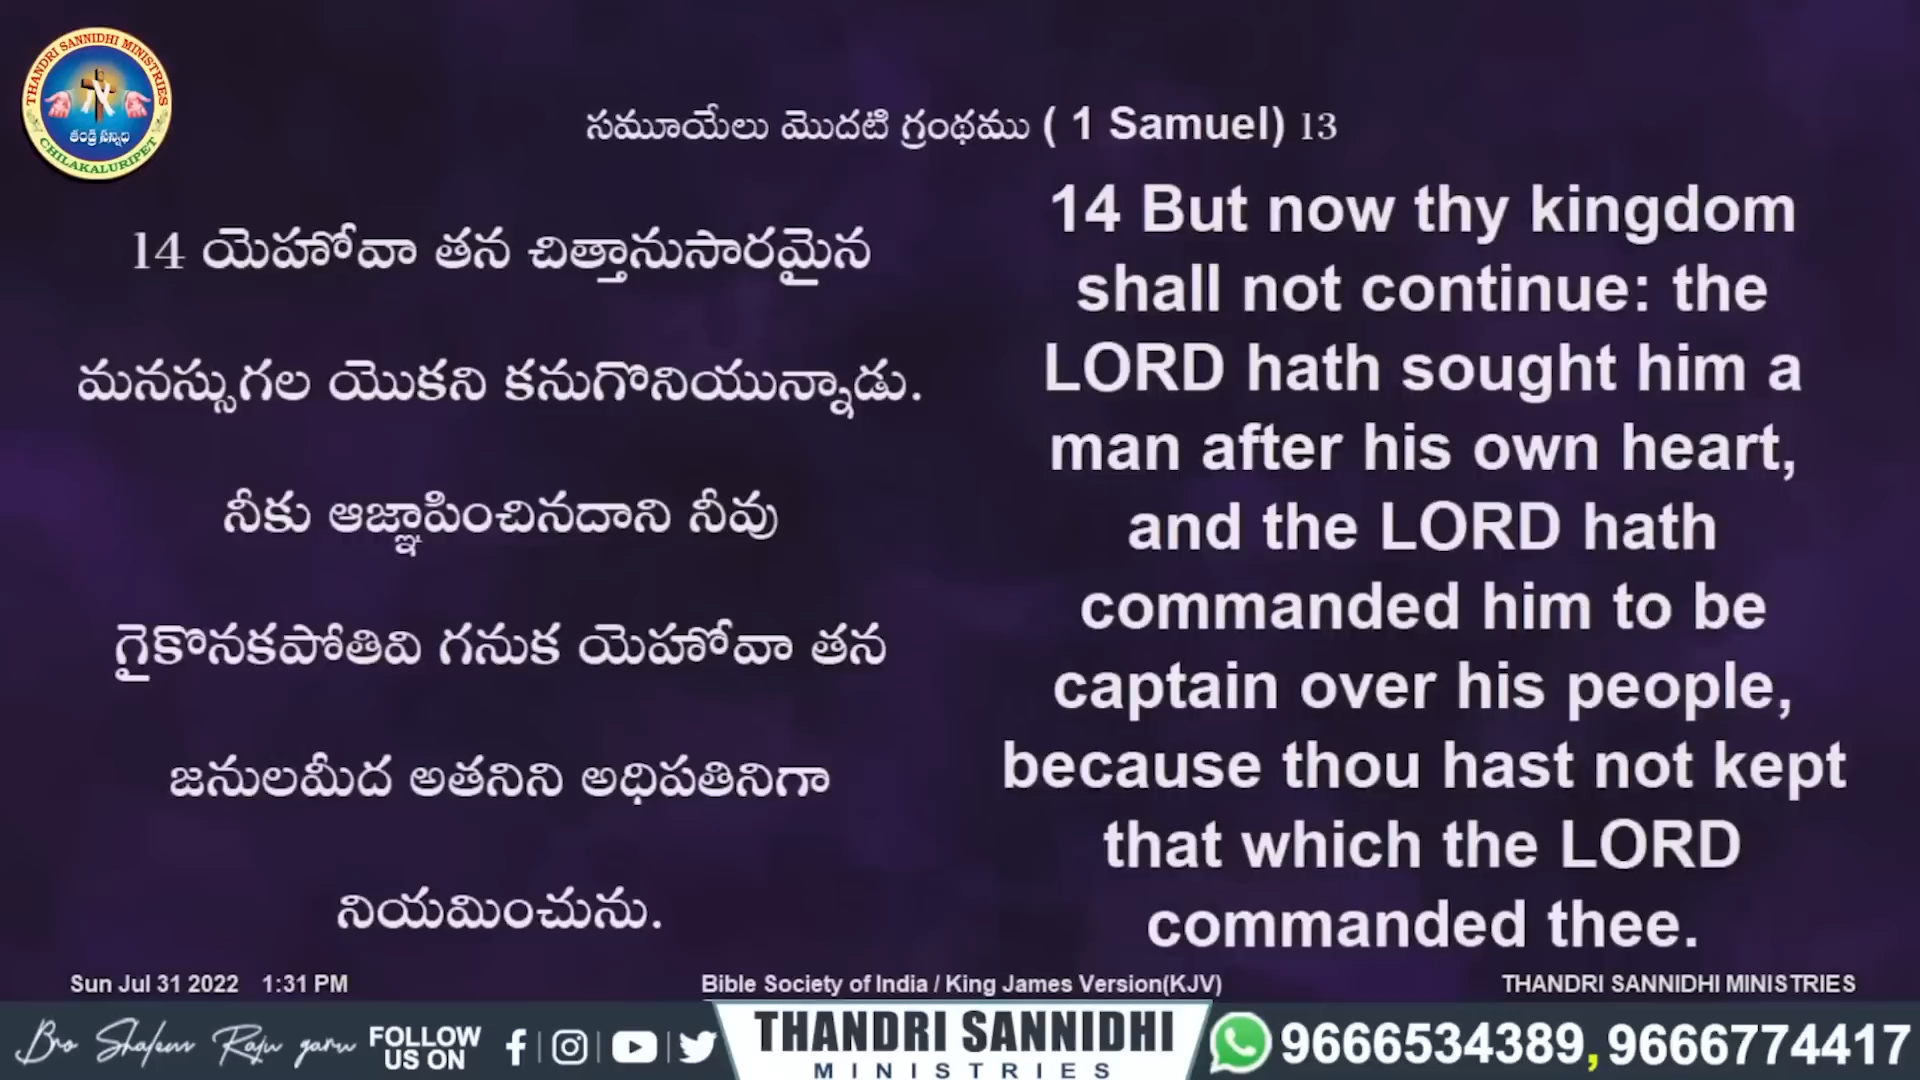 THANDRI SANNIDHI MINISTRIES
తండ్రి సన్నిధి
CHILAKALURIPET
సమూయేలు మొదటి గ్రంథము ( 1 Samuel) 13
14 యెహోవా తన చిత్తానుసారమైన
మనస్సుగల యొకని కనుగొనియున్నాడు.
నీకు ఆజ్ఞాపించినదాని నీవు
గైకొనకపోతివి గనుక యెహోవా తన
జనులమీద అతనిని అధిపతినిగా
నియమించును.
14 But now thy kingdom
shall not continue: the
LORD hath sought him a
man after his own heart,
and the LORD hath
commanded him to be
captain over his people,
because thou hast not kept
that which the LORD
commanded thee.
Sun Jul 31 2022 1:31 PM
Bible Society of India / King James Version(KJV)
THANDRI SANNIDHI MINISTRIES
Bro Shalem Raju garu
FOLLOW
US ON
THANDRI SANNIDHI
MINISTRIES
9666534389, 9666774417